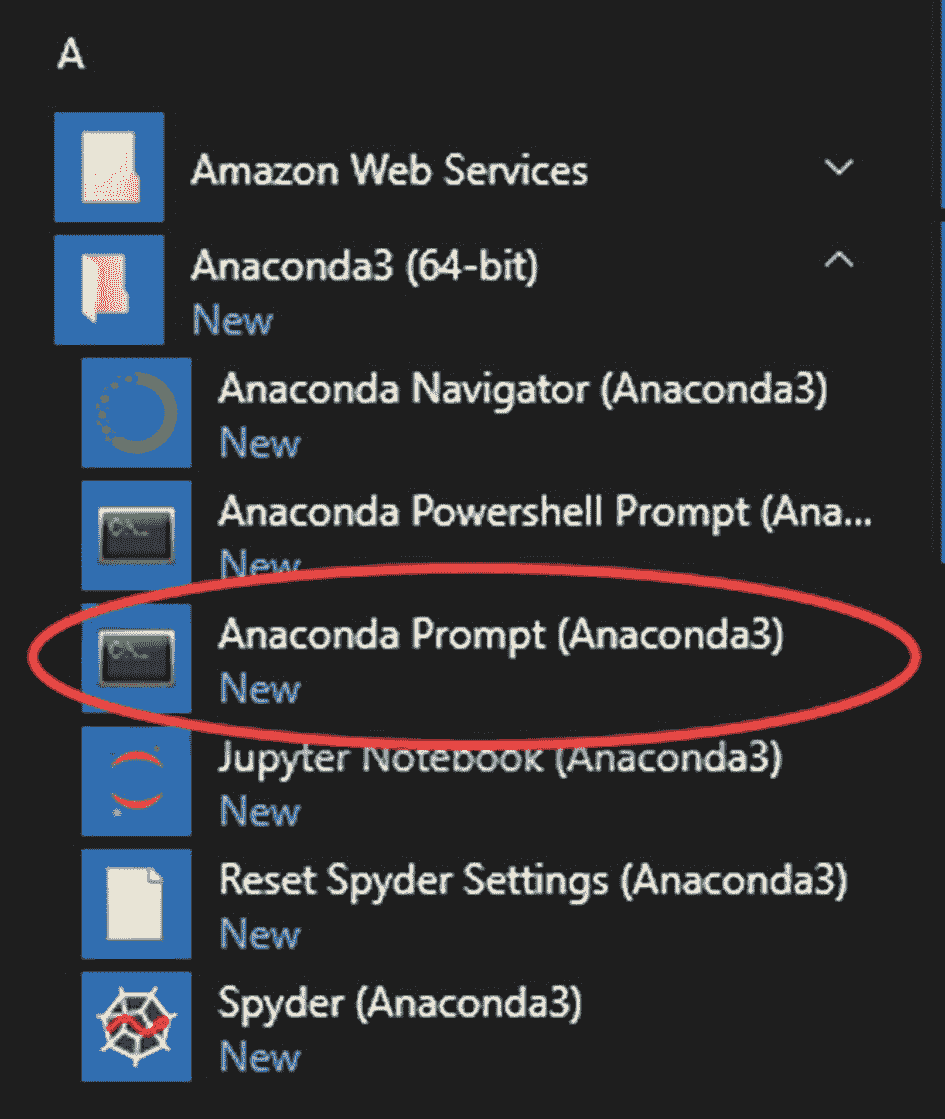 A
Amazon Web Services
Anaconda3 (64-bit)
New
Anaconda Navigator (Anaconda3)
New
Anaconda Powershell Prompt (Ana...
New
Anaconda Prompt (Anaconda3)
New
Jupyter Notebook (Anaconda3)
New
Reset Spyder Settings (Anaconda3)
New
Spyder (Anaconda3)
New